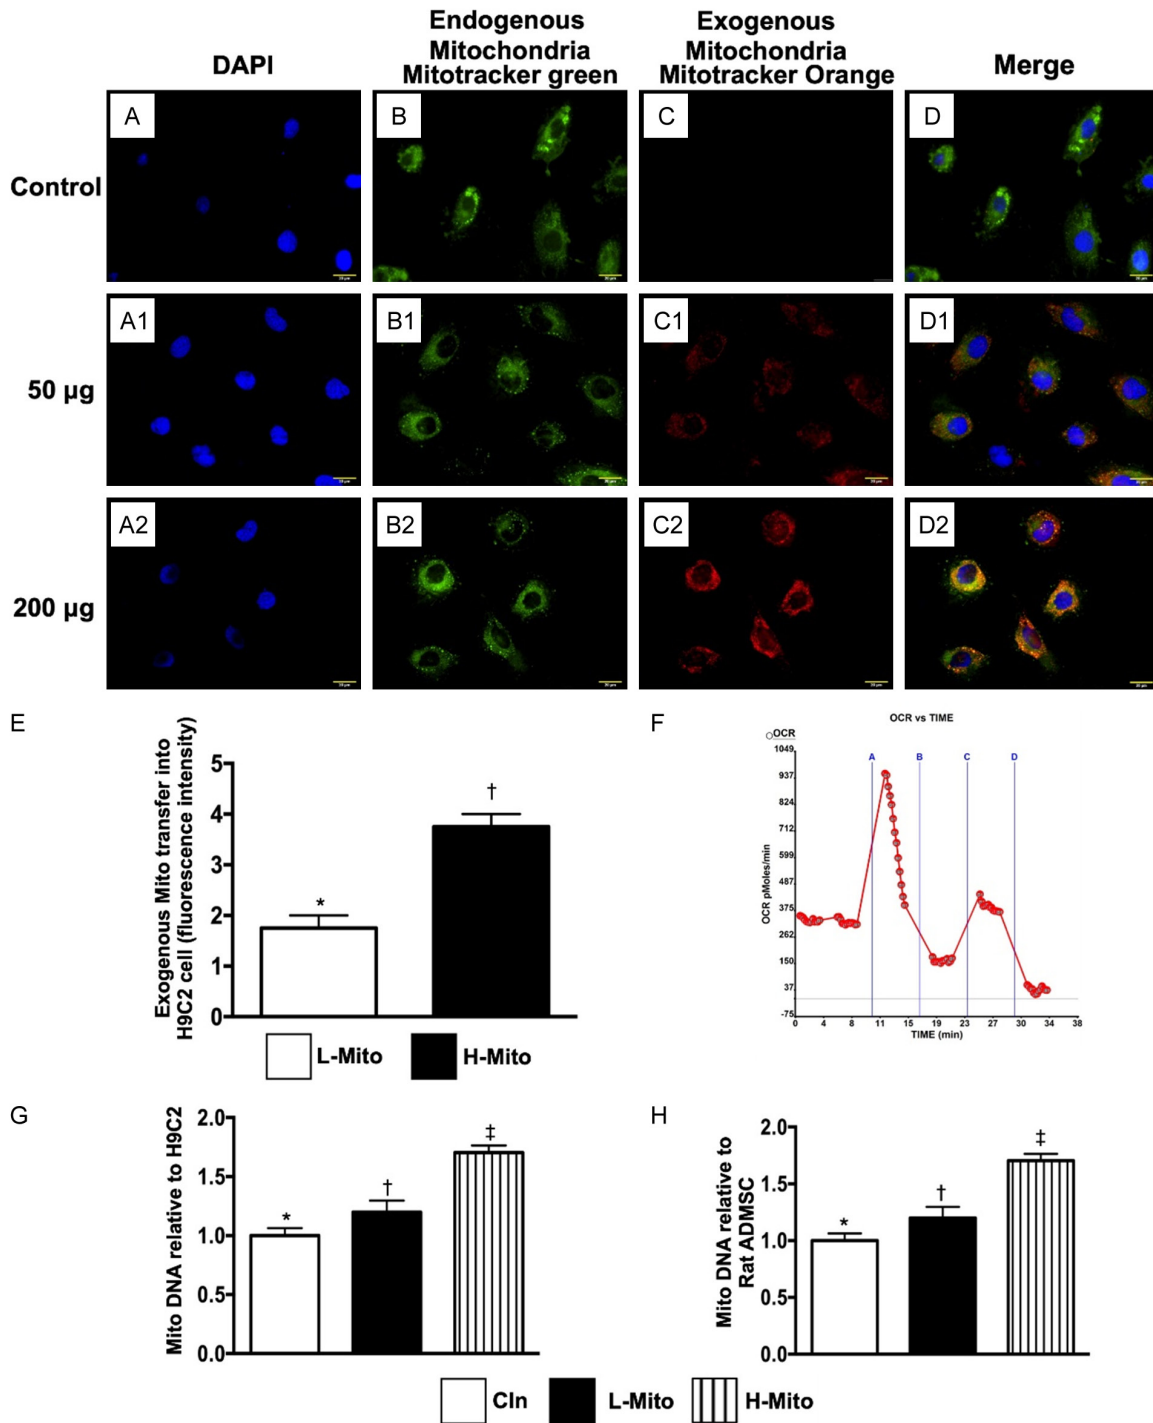 Endogenous
Mitochondria
Mitotracker green
Exogenous
Mitochondria
Mitotracker Orange
DAPI
Merge
Control
A
B
C
D
50 µg
A1
B1
C1
D1
200 µg
A2
B2
C2
D2
E
Exogenous Mito transfer into
H9C2 cell (fluorescence intensity)
5
4
3
2
1
0
*
†
L-Mito
H-Mito
F
OCR vs TIME
OCR
OCR pMoles/min
1049
937
824
712
599
487
375
262
150
37
-75
A
B
C
D
0 4 8 11 15 19 23 27 30 34 38
TIME (min)
G
Mito DNA relative to H9C2
2.0
1.5
1.0
0.5
0.0
*
†
‡
H
Mito DNA relative to
Rat ADMSC
2.0
1.5
1.0
0.5
0.0
*
†
‡
Cln
L-Mito
H-Mito